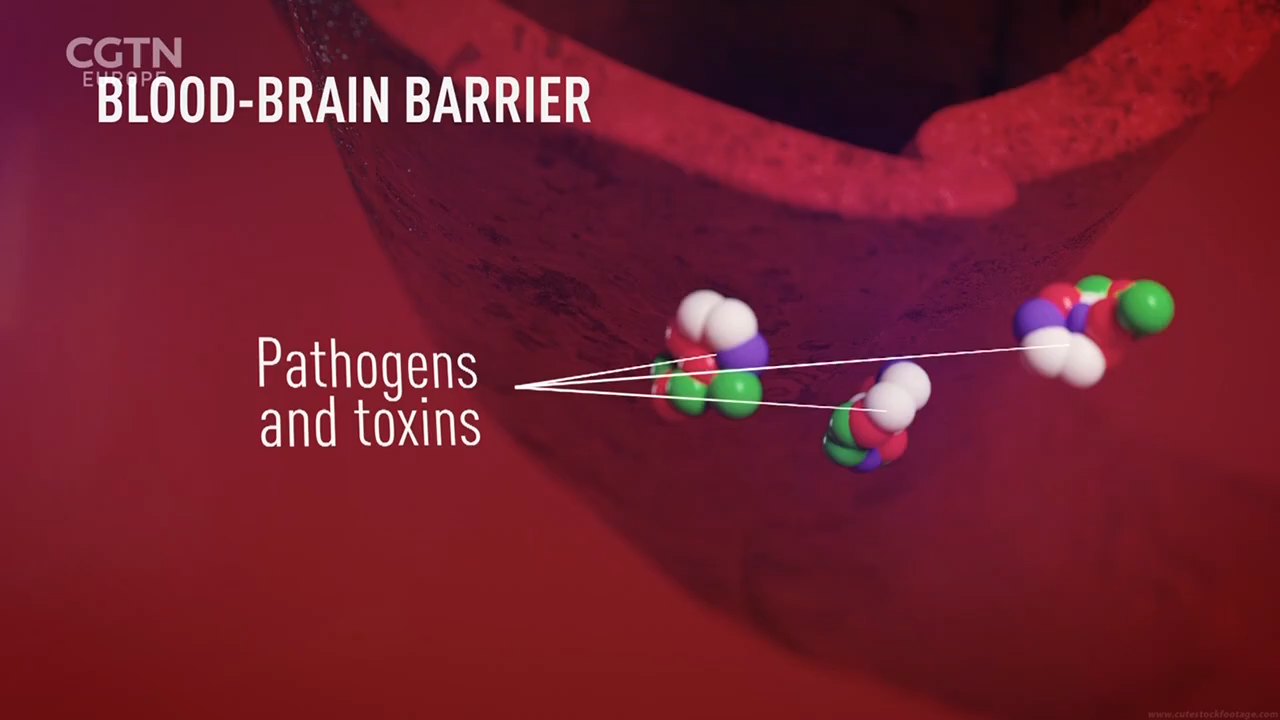 CGTN
EUROPE
BLOOD-BRAIN BARRIER
Pathogens
and toxins
www.cutestockfootage.com